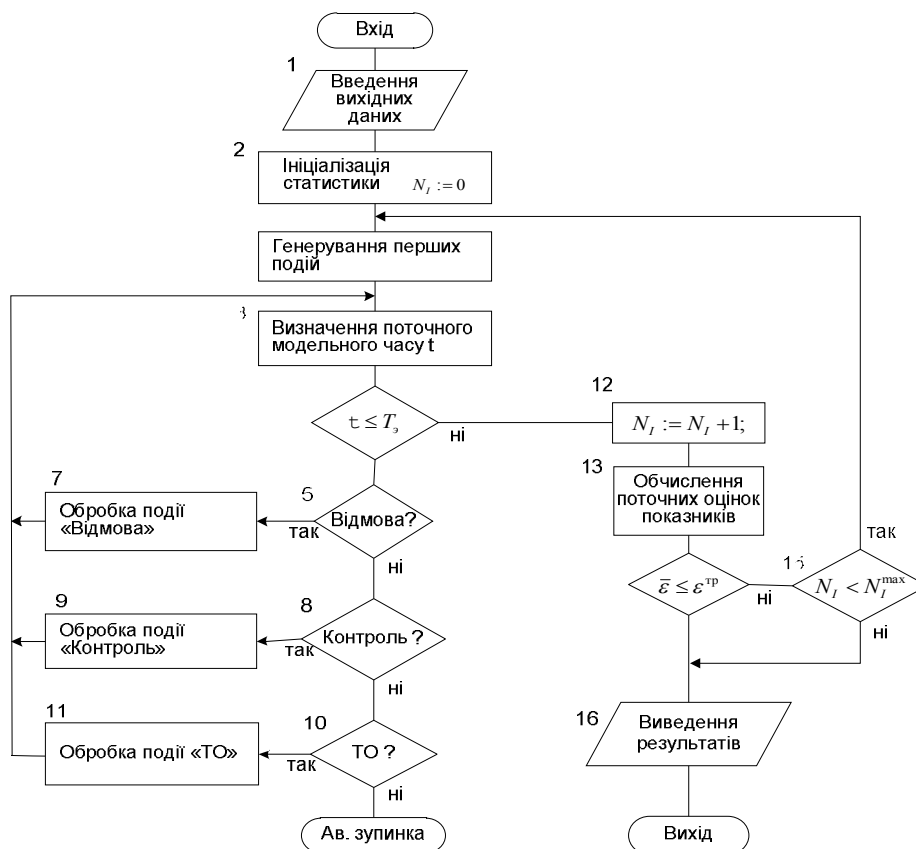 Вхід
1
Введення
вихідних
даних
2
Ініціалізація
статистики N_I := 0
Генерування перших
подій
Визначення поточного
модельного часу t
t ≤ T_э
ні
12
N_I := N_I +1;
13
Обчислення
поточних оцінок
показників
7
Обробка події
«Відмова»
5
Відмова?
так
ні
ε̅ ≤ ε^тр
ні
так
N_I < N_I^max
ні
9
Обробка події
«Контроль»
8
Контроль ?
так
ні
11
Обробка події «ТО»
10
ТО ?
так
ні
16
Виведення
результатів
Ав. зупинка
Вихід